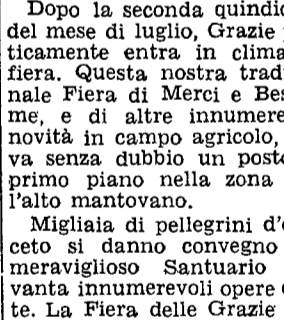 Dopo la seconda quindic
del mese di luglio, Grazie
ticamente entra in clima
fiera. Questa nostra trad
nale Fiera di Merci e Bes
me, e di altre innumere
novità in campo agricolo,
va senza dubbio un post
primo piano nella zona
l'alto mantovano.
Migliaia di pellegrini d'
ceto si danno convegno
meraviglioso Santuario
vanta innumerevoli opere
te. La Fiera delle Grazie